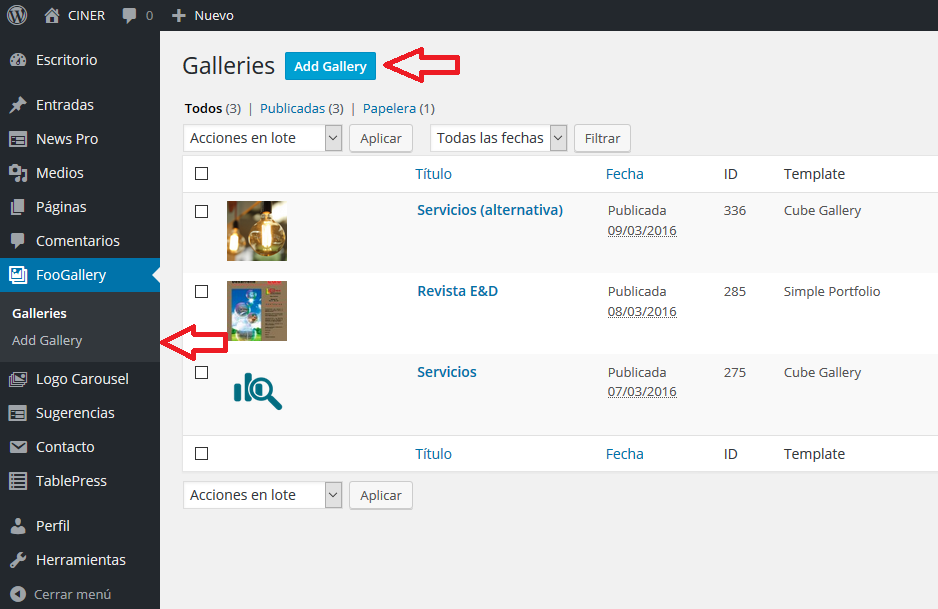 CINER 0 Nuevo
Escritorio
Entradas
News Pro
Medios
Páginas
Comentarios
FooGallery
Galleries
Add Gallery
Logo Carousel
Sugerencias
Contacto
TablePress
Perfil
Herramientas
Cerrar menú
Galleries Add Gallery
Todos (3) | Publicadas (3) | Papelera (1)
Acciones en lote Aplicar Todas las fechas Filtrar
Título Fecha ID Template
Servicios (alternativa) Publicada 336 Cube Gallery
09/03/2016
Revista E&D Publicada 285 Simple Portfolio
08/03/2016
Servicios Publicada 275 Cube Gallery
07/03/2016
Título Fecha ID Template
Acciones en lote Aplicar